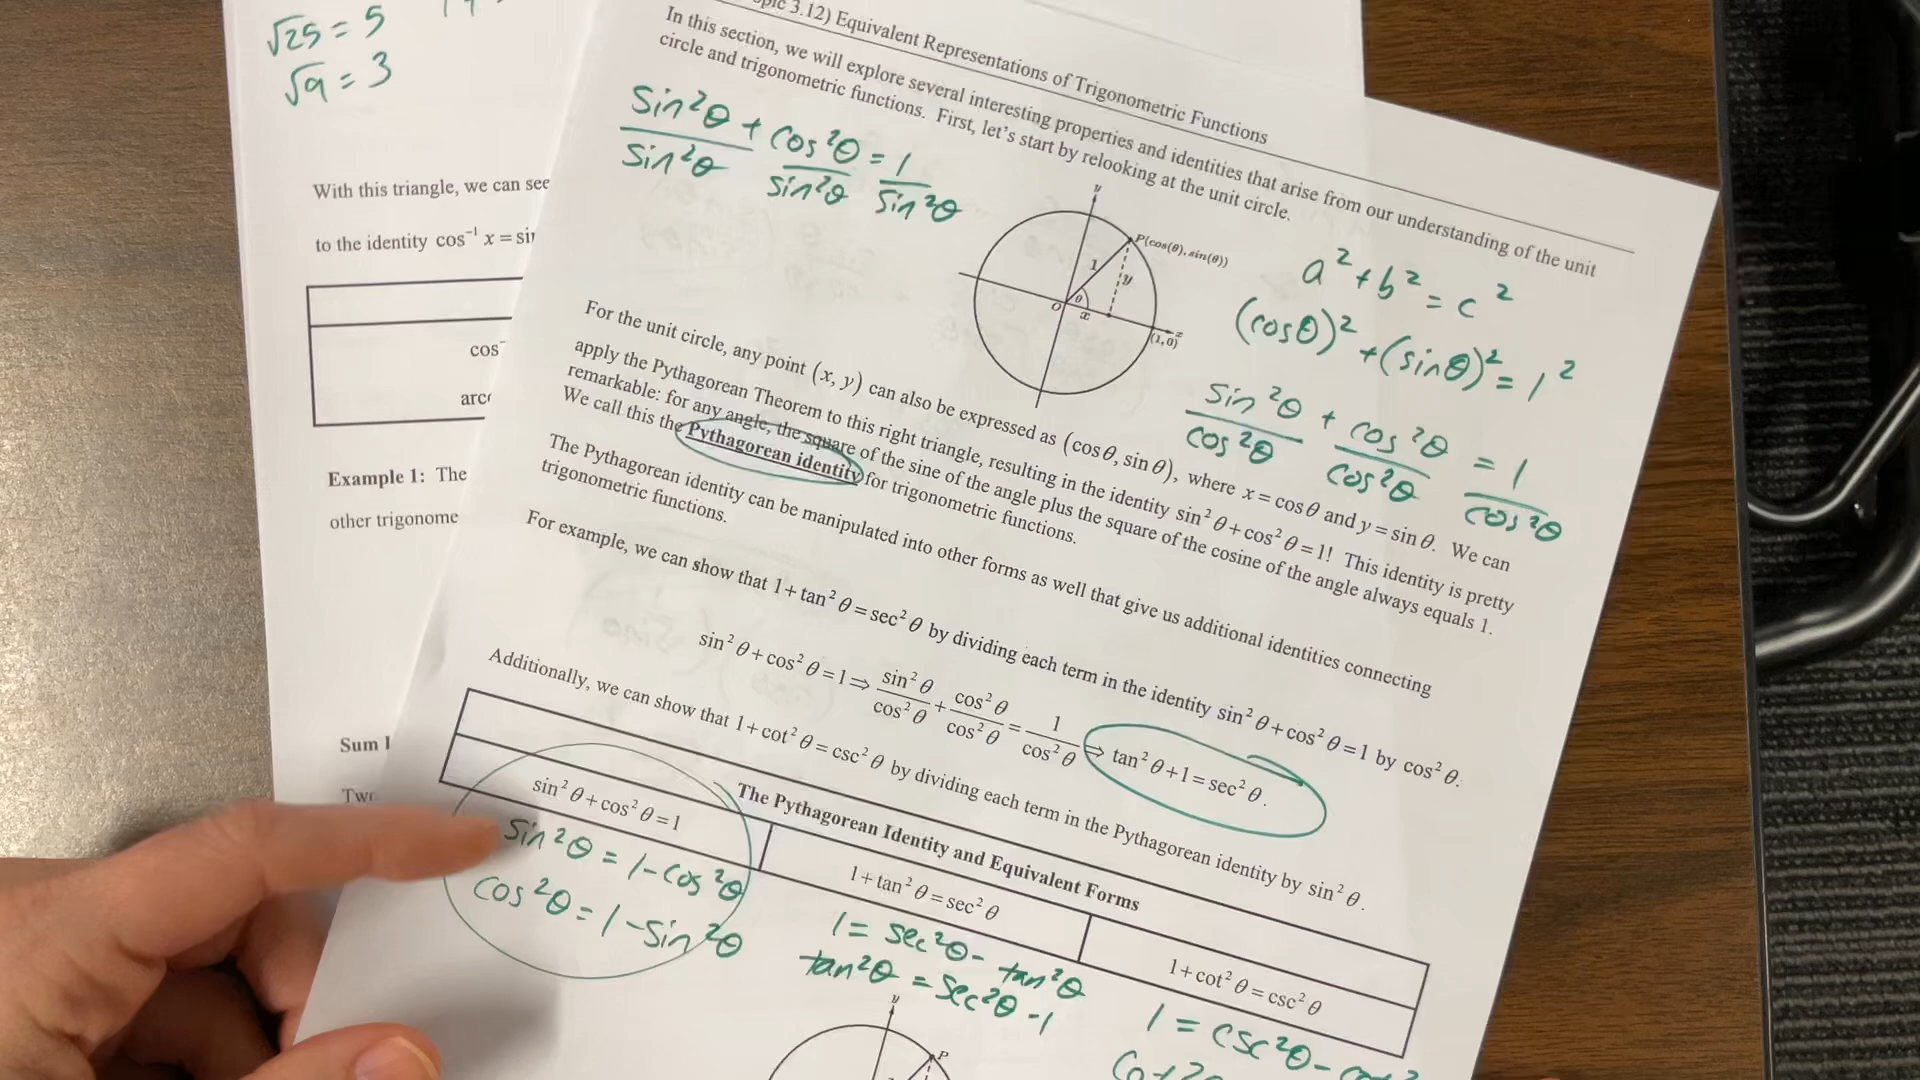 √25 = 5
√9 = 3
With this triangle, we can see
to the identity cos⁻¹ x = sin
cos⁻
arcc
Example 1: The
other trigonome
Sum I
Twc
3.12) Equivalent Representations of Trigonometric Functions
In this section, we will explore several interesting properties and identities that arise from our understanding of the unit
circle and trigonometric functions. First, let's start by relooking at the unit circle.
sin²θ/sin²θ + cos²θ/sin²θ = 1/sin²θ
y
P(cos(θ), sin(θ))
1
y
O
θ
x
x
(1,0)
a² + b² = c²
(cosθ)² + (sinθ)² = 1²
sin²θ/cos²θ + cos²θ/cos²θ = 1/cos²θ
For the unit circle, any point (x, y) can also be expressed as (cosθ, sinθ), where x = cosθ and y = sinθ. We can
apply the Pythagorean Theorem to this right triangle, resulting in the identity sin²θ + cos²θ = 1! This identity is pretty
remarkable: for any angle, the square of the sine of the angle plus the square of the cosine of the angle always equals 1.
We call this the Pythagorean identity for trigonometric functions.
The Pythagorean identity can be manipulated into other forms as well that give us additional identities connecting
trigonometric functions.
For example, we can show that 1 + tan²θ = sec²θ by dividing each term in the identity sin²θ + cos²θ = 1 by cos²θ.
sin²θ + cos²θ = 1 ⇒ sin²θ/cos²θ + cos²θ/cos²θ = 1/cos²θ ⇒ tan²θ + 1 = sec²θ.
Additionally, we can show that 1 + cot²θ = csc²θ by dividing each term in the Pythagorean identity by sin²θ.
The Pythagorean Identity and Equivalent Forms
sin²θ + cos²θ = 1
1 + tan²θ = sec²θ
1 + cot²θ = csc²θ
sin²θ = 1 - cos²θ
cos²θ = 1 - sin²θ
1 = sec²θ - tan²θ
tan²θ = sec²θ - 1
1 = csc²θ -
y
P